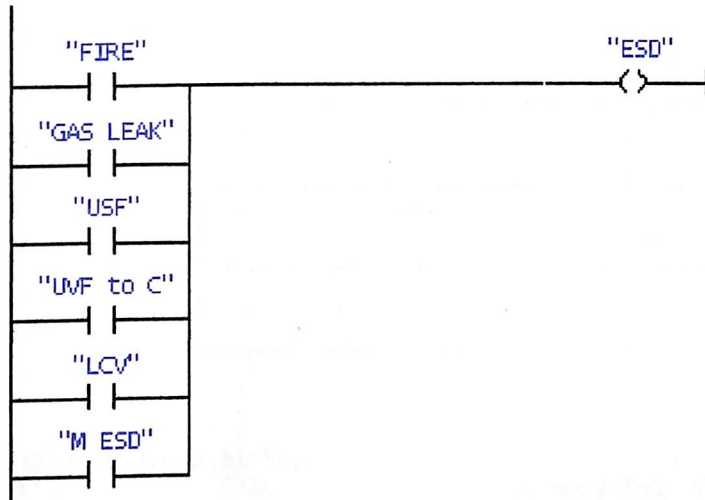 "FIRE"
"ESD"
"GAS LEAK"
"USF"
"UVF to C"
"LCV"
"M ESD"